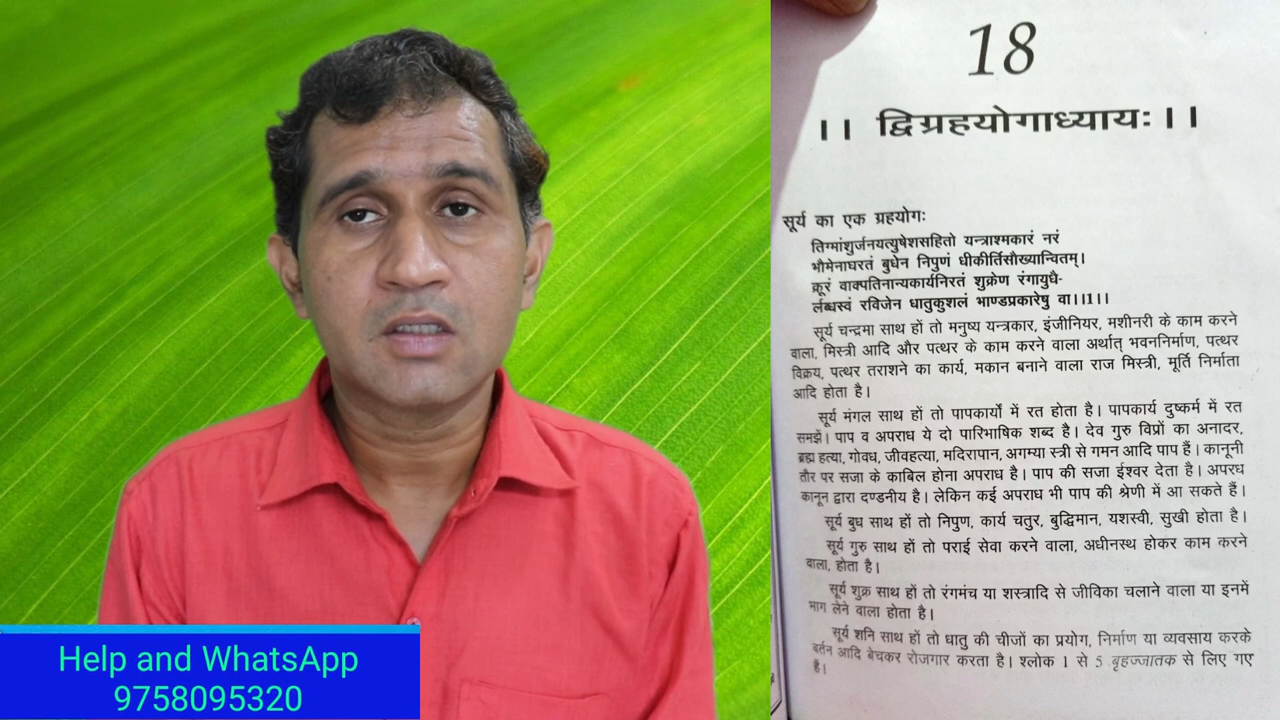 Help and WhatsApp
9758095320
18
।। द्विग्रहयोगाध्यायः।।
सूर्य का एक ग्रहयोगः
तिग्मांशुर्जनयत्युषेशसहितो यन्त्राश्मकारं नरं
भौमेनाघरतं बुधेन निपुणं धीकीर्तिसौख्यान्वितम्।
क्रूरं वाक्पतिनान्यकार्यनिरतं शुक्रेण रंगायुधै-
र्लब्धस्वं रविजेन धातुकुशलं भाण्डप्रकारेषु वा।।1।।
सूर्य चन्द्रमा साथ हों तो मनुष्य यन्त्रकार, इंजीनियर, मशीनरी के काम करने
वाला, मिस्त्री आदि और पत्थर के काम करने वाला अर्थात् भवननिर्माण, पत्थर
विक्रय, पत्थर तराशने का कार्य, मकान बनाने वाला राज मिस्त्री, मूर्ति निर्माता
आदि होता है।
सूर्य मंगल साथ हों तो पापकार्यों में रत होता है। पापकार्य दुष्कर्म में रत
समझें। पाप व अपराध ये दो पारिभाषिक शब्द है। देव गुरु विप्रों का अनादर,
ब्रह्म हत्या, गोवध, जीवहत्या, मदिरापान, अगम्या स्त्री से गमन आदि पाप हैं। कानूनी
तौर पर सजा के काबिल होना अपराध है। पाप की सजा ईश्वर देता है। अपरध
कानून द्वारा दण्डनीय है। लेकिन कई अपराध भी पाप की श्रेणी में आ सकते हैं।
सूर्य बुध साथ हों तो निपुण, कार्य चतुर, बुद्धिमान, यशस्वी, सुखी होता है।
सूर्य गुरु साथ हों तो पराई सेवा करने वाला, अधीनस्थ होकर काम करने
वाला, होता है।
सूर्य शुक्र साथ हों तो रंगमंच या शस्त्रादि से जीविका चलाने वाला या इनमें
भाग लेने वाला होता है।
सूर्य शनि साथ हों तो धातु की चीजों का प्रयोग, निर्माण या व्यवसाय करके
बर्तन आदि बेचकर रोजगार करता है। श्लोक 1 से 5 बृहज्जातक से लिए गए
हैं।